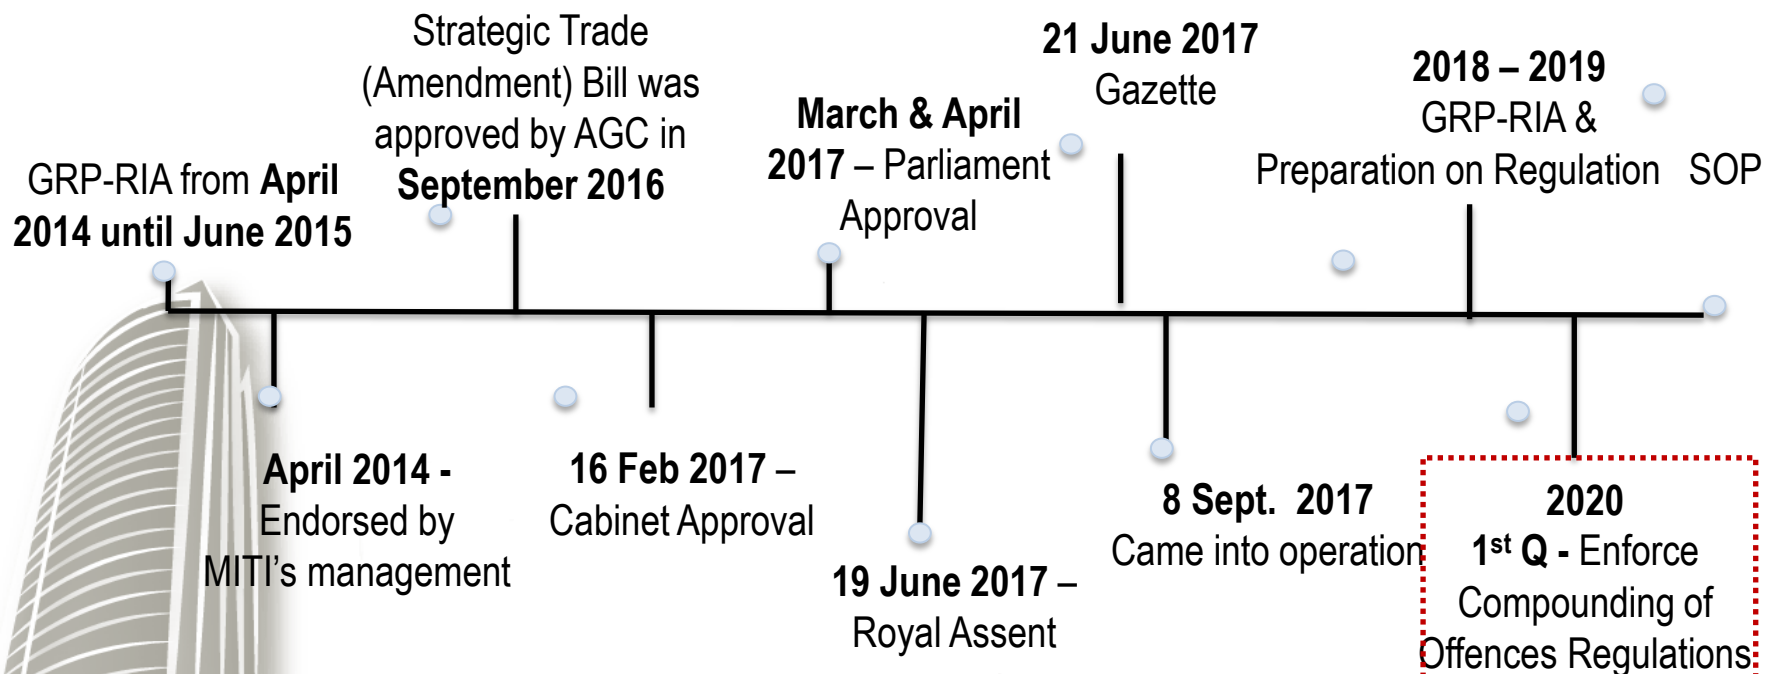 GRP-RIA from April
2014 until June 2015
Strategic Trade
(Amendment) Bill was
approved by AGC in
September 2016
March & April
2017 – Parliament
Approval
21 June 2017
Gazette
2018 – 2019
GRP-RIA &
Preparation on Regulation
SOP
April 2014 -
Endorsed by
MITI's management
16 Feb 2017 –
Cabinet Approval
19 June 2017 –
Royal Assent
8 Sept. 2017
Came into operation
2020
1st Q - Enforce
Compounding of
Offences Regulations